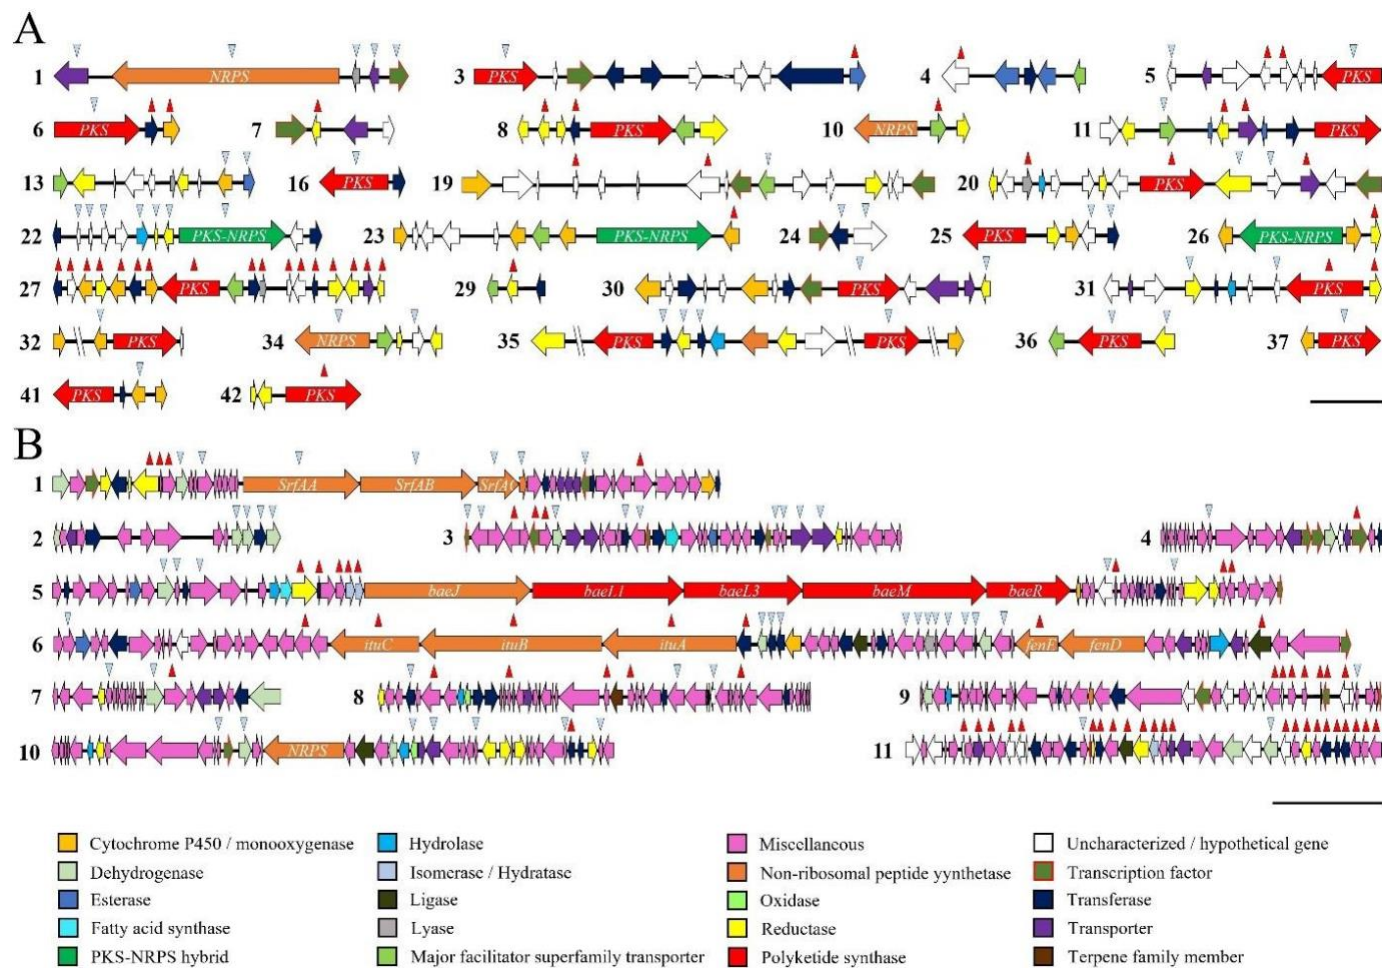 A
1 NRPS 3 PKS 4 5 PKS
6 PKS 7 8 PKS 10 NRPS 11 PKS
13 16 PKS 19 20 PKS
22 PKS-NRPS 23 PKS-NRPS 24 25 PKS 26 PKS-NRPS
27 PKS 29 30 PKS 31 PKS
32 PKS 34 NRPS 35 PKS PKS 36 PKS 37 PKS
41 PKS 42 PKS
B
1 SrfAA SrfAB SrfAC
2 3 4
5 baeJ baeL1 baeL3 baeM baeR
6 ituC ituB ituA fenE fenD
7 8 9
10 NRPS 11
Cytochrome P450 / monooxygenase Hydrolase Miscellanous Uncharacterized / hypothetical gene
Dehydrogenase Isomerase / Hydratase Non-ribosomal peptide yynthetase Transcription factor
Esterase Ligase Oxidase Transferase
Fatty acid synthase Lyase Reductase Transporter
PKS-NRPS hybrid Major facilitator superfamily transporter Polyketide synthase Terpene family member